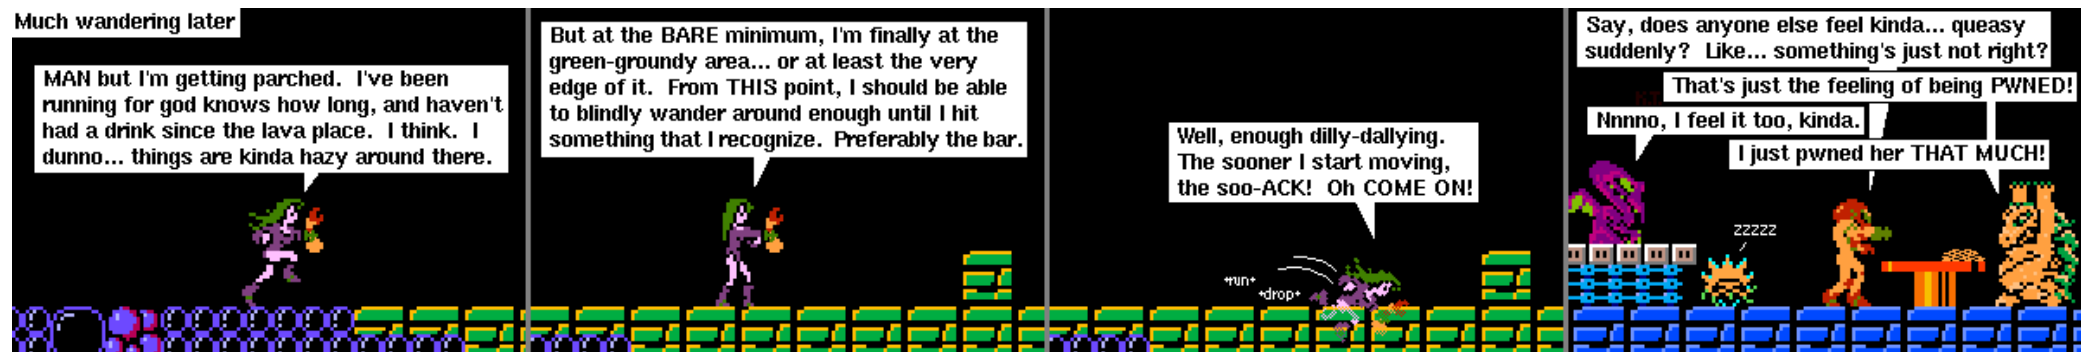 Much wandering later
MAN but I'm getting parched. I've been
running for god knows how long, and haven't
had a drink since the lava place. I think. I
dunno... things are kinda hazy around there.
But at the BARE minimum, I'm finally at the
green-groundy area... or at least the very
edge of it. From THIS point, I should be able
to blindly wander around enough until I hit
something that I recognize. Preferably the bar.
Well, enough dilly-dallying.
The sooner I start moving,
the soo-ACK! Oh COME ON!
+run+
+drop+
Say, does anyone else feel kinda... queasy
suddenly? Like... something's just not right?
That's just the feeling of being PWNED!
Nnnno, I feel it too, kinda.
I just pwned her THAT MUCH!
zzzzz